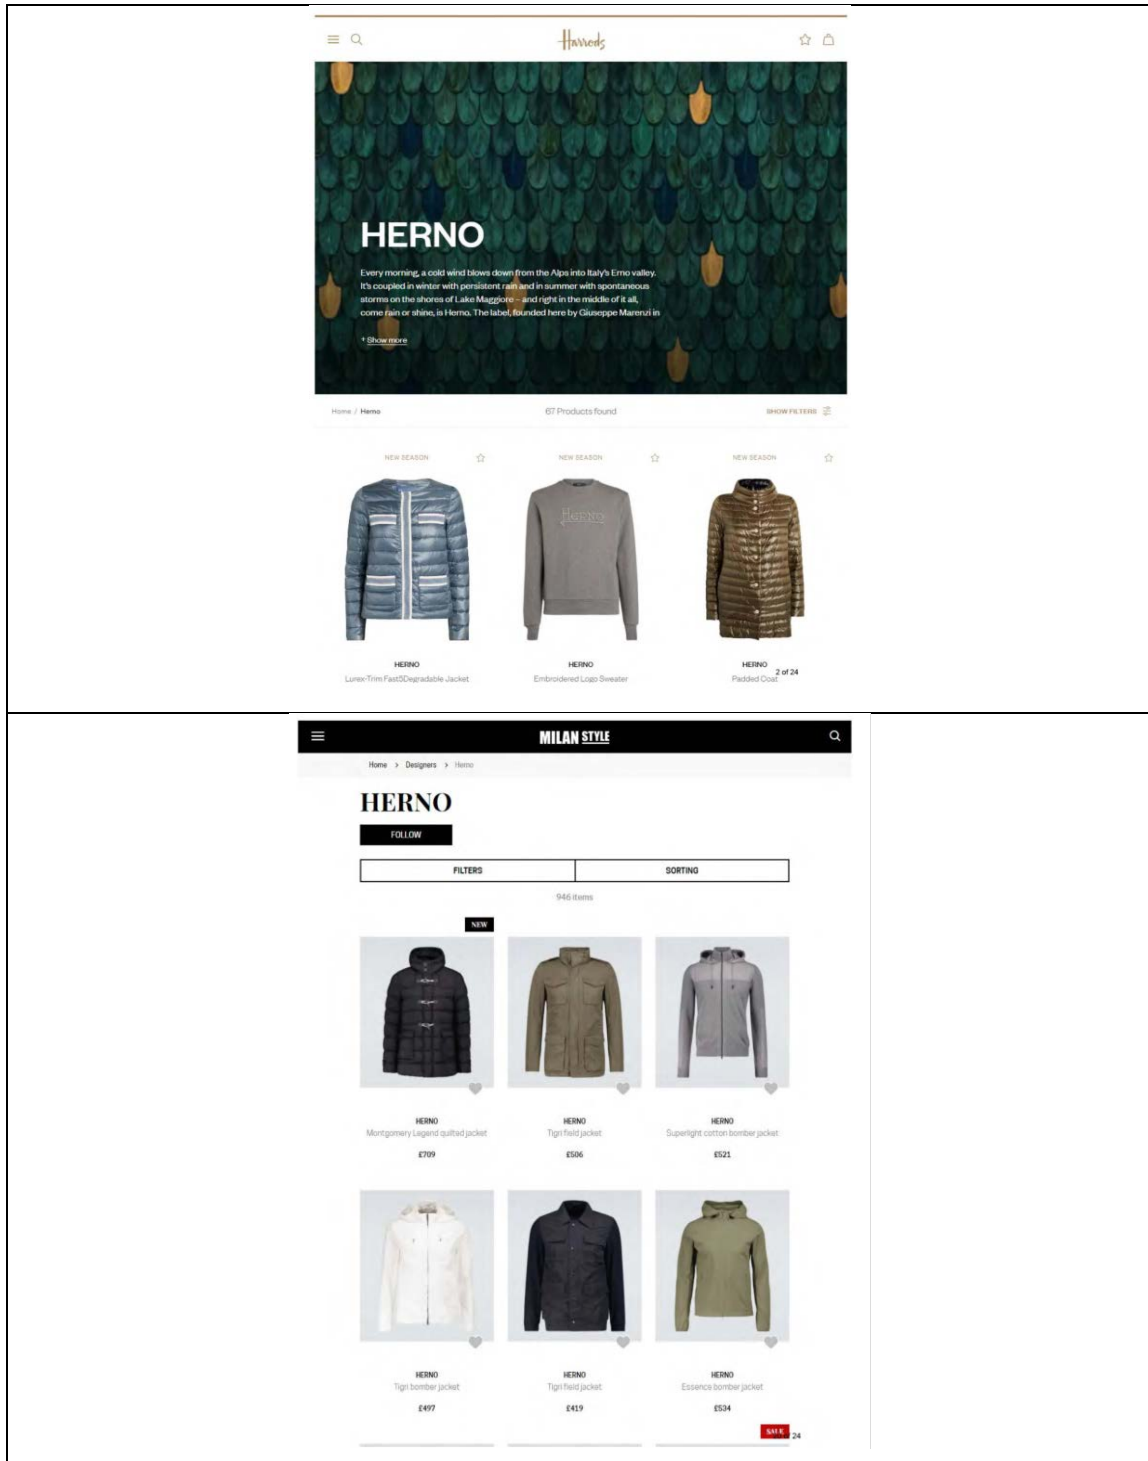 Harrods
HERNO
Every morning, a cold wind blows down from the Alps into Italy's Erno valley.
It's coupled in winter with persistent rain and in summer with spontaneous
storms on the shores of Lake Maggiore – and right in the middle of it all,
come rain or shine, is Herno. The label, founded here by Giuseppe Marenzi in
+ Show more
Home / Herno 67 Products found SHOW FILTERS
NEW SEASON NEW SEASON NEW SEASON
HERNO
HERNO HERNO HERNO
Lurex-Trim Fast5Degradable Jacket Embroidered Logo Sweater Padded Coat
2 of 24
MILAN STYLE
Home > Designers > Herno
HERNO
FOLLOW
FILTERS SORTING
946 items
NEW
HERNO HERNO HERNO
Montgomery Legend quilted jacket Tigri field jacket Superlight cotton bomber jacket
£709 £506 £521
HERNO HERNO HERNO
Tigri bomber jacket Tigri field jacket Essence bomber jacket
£497 £419 £534
SALE
of 24